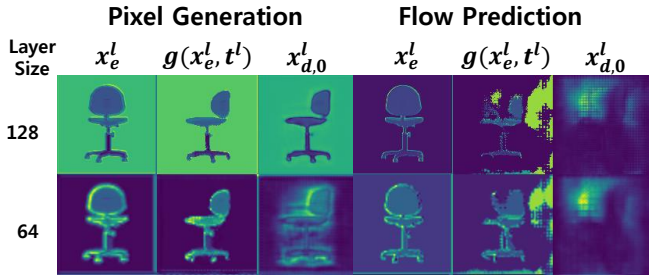 Pixel Generation Flow Prediction
Layer Size $x_e^l$ $g(x_e^l, t^l)$ $x_{d,0}^l$ $x_e^l$ $g(x_e^l, t^l)$ $x_{d,0}^l$
128
64